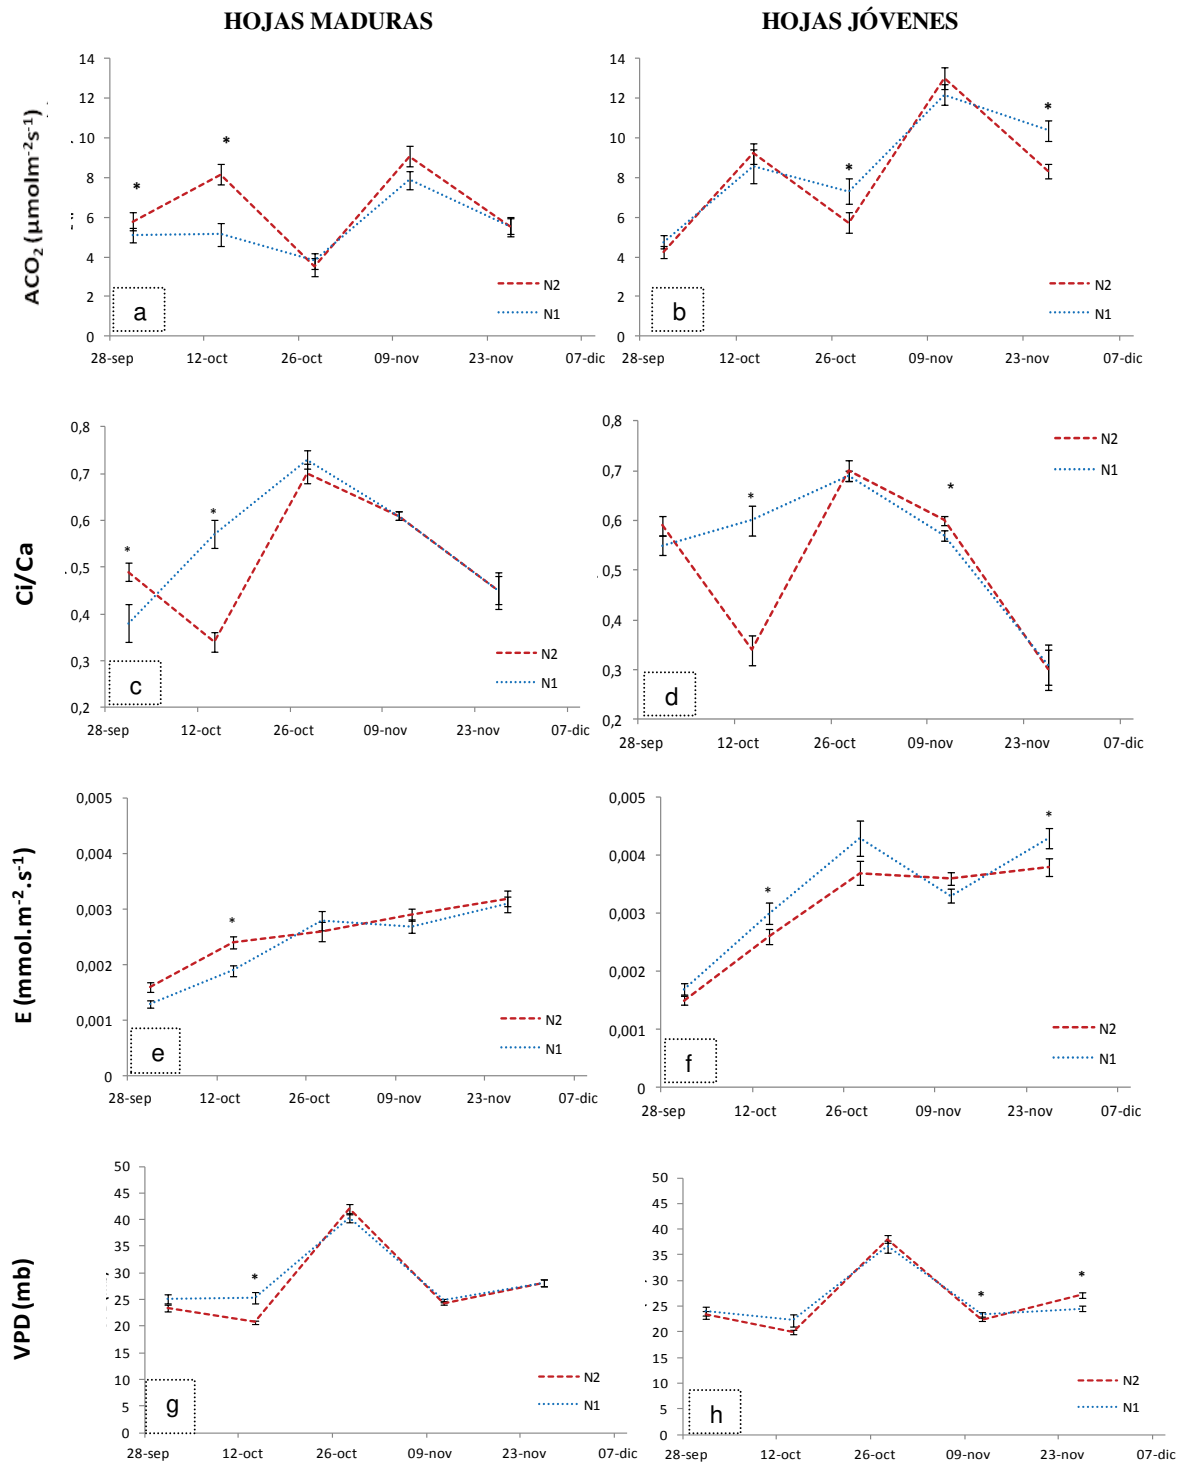 HOJAS MADURAS
HOJAS JÓVENES
ACO2 (µmolm-2s-1)
14
12
10
8
6
4
2
0
*
*
N2
N1
a
28-sep 12-oct 26-oct 09-nov 23-nov 07-dic
14
12
10
8
6
4
2
0
*
*
N2
N1
b
28-sep 12-oct 26-oct 09-nov 23-nov 07-dic
Ci/Ca
0,8
0,7
0,6
0,5
0,4
0,3
0,2
*
*
N2
N1
c
28-sep 12-oct 26-oct 09-nov 23-nov 07-dic
0,8
0,7
0,6
0,5
0,4
0,3
0,2
N2
N1
*
*
d
28-sep 12-oct 26-oct 09-nov 23-nov 07-dic
E (mmol.m-2.s-1)
0,005
0,004
0,003
0,002
0,001
0
*
N2
N1
e
28-sep 12-oct 26-oct 09-nov 23-nov 07-dic
0,005
0,004
0,003
0,002
0,001
0
*
*
N2
N1
f
28-sep 12-oct 26-oct 09-nov 23-nov 07-dic
VPD (mb)
50
45
40
35
30
25
20
15
10
5
0
*
N2
N1
g
28-sep 12-oct 26-oct 09-nov 23-nov 07-dic
50
45
40
35
30
25
20
15
10
5
0
*
*
N2
N1
h
28-sep 12-oct 26-oct 09-nov 23-nov 07-dic